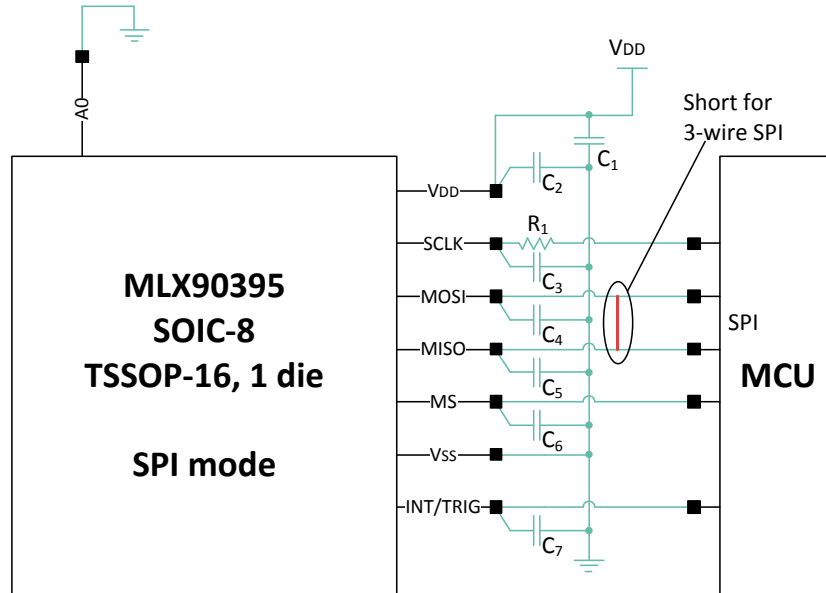 VDD
A0
Short for
3-wire SPI
C1
C2
VDD
R1
SCLK
C3
MLX90395
SOIC-8
TSSOP-16, 1 die
SPI mode
MOSI
C4
SPI
MISO
C5
MCU
MS
C6
VSS
INT/TRIG
C7